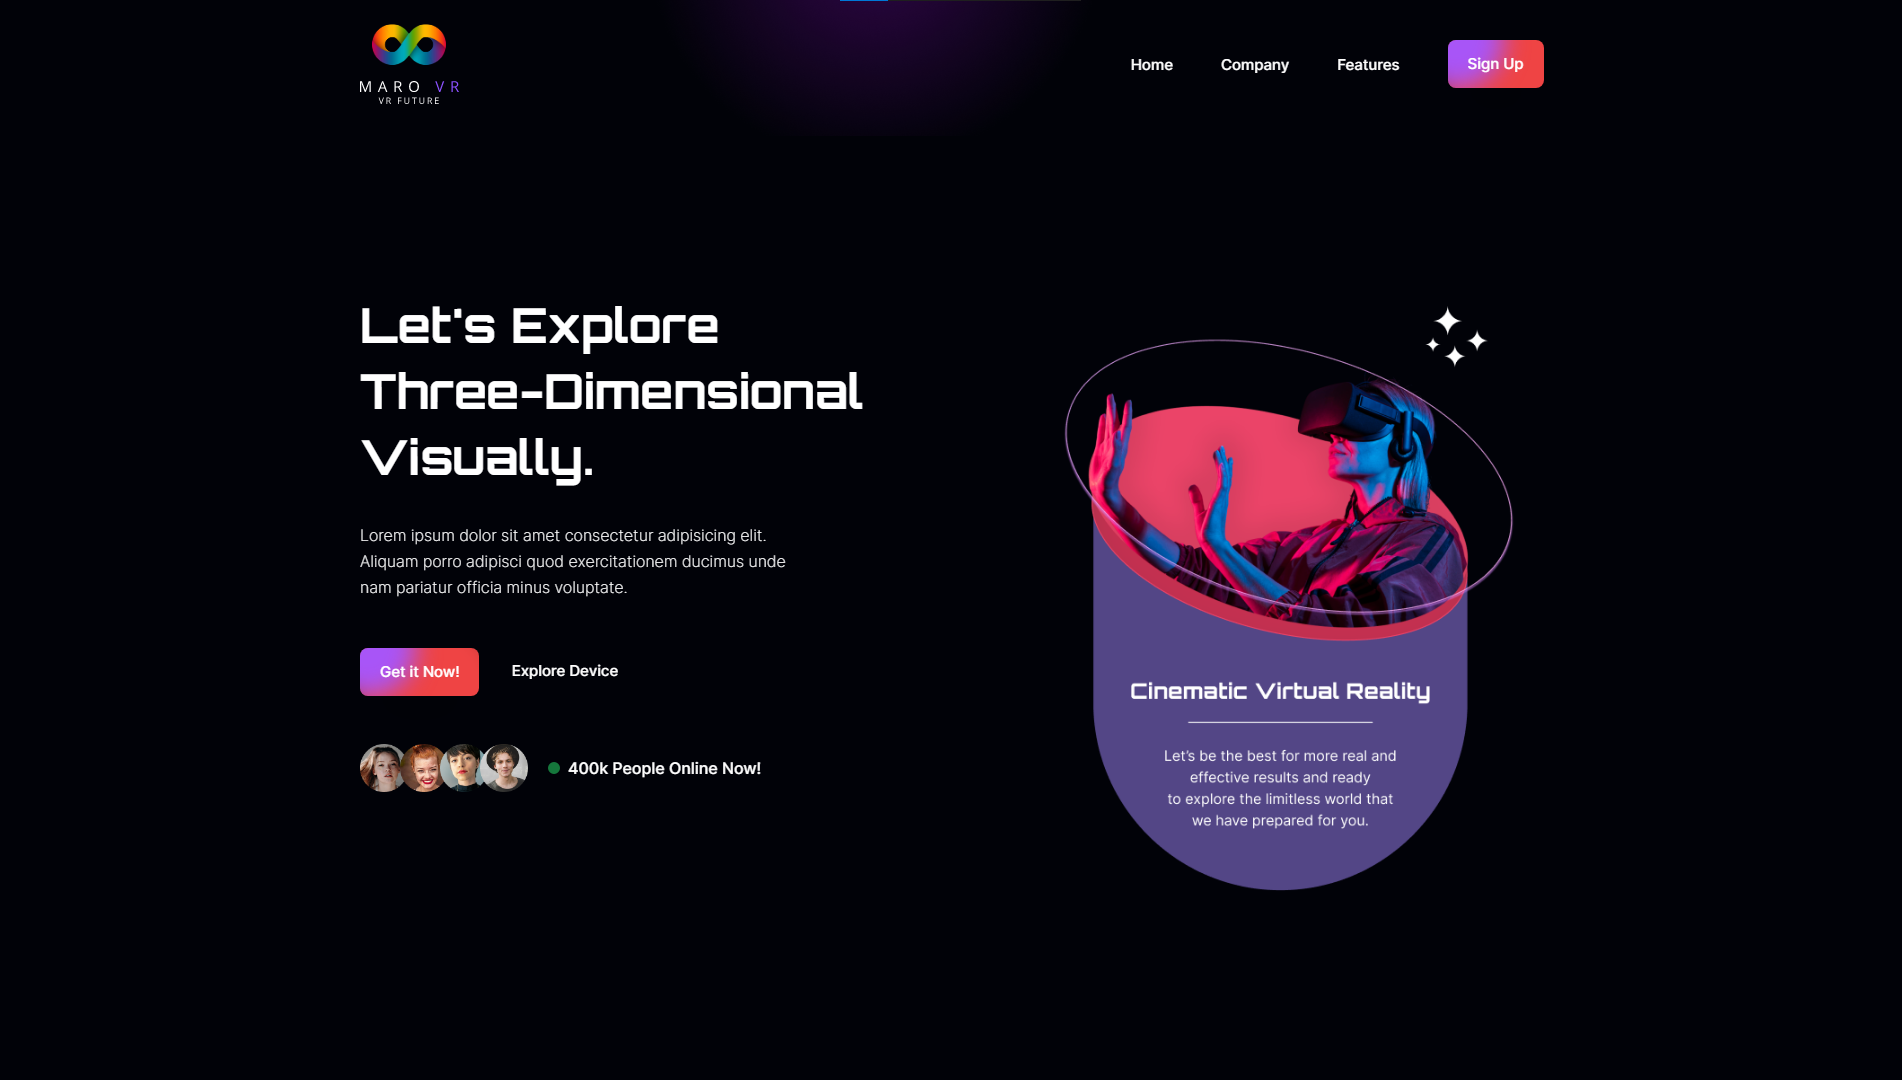 MARO VR
VR FUTURE
Home
Company
Features
Sign Up
Let's Explore
Three-Dimensional
Visually.
Lorem ipsum dolor sit amet consectetur adipisicing elit.
Aliquam porro adipisci quod exercitationem ducimus unde
nam pariatur officia minus voluptate.
Get it Now!
Explore Device
400k People Online Now!
Cinematic Virtual Reality
Let's be the best for more real and
effective results and ready
to explore the limitless world that
we have prepared for you.